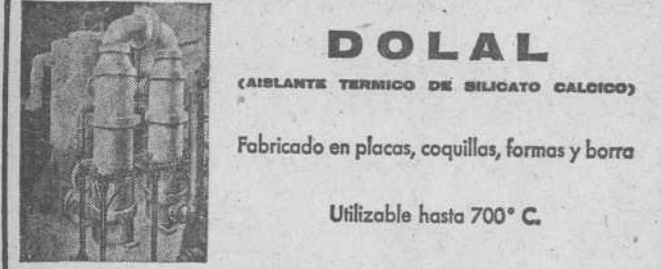 DOLAL
(AISLANTE TERMICO DE SILICATO CALCICO)
Fabricado en placas, coquillas, formas y borra
Utilizable hasta 700° C.